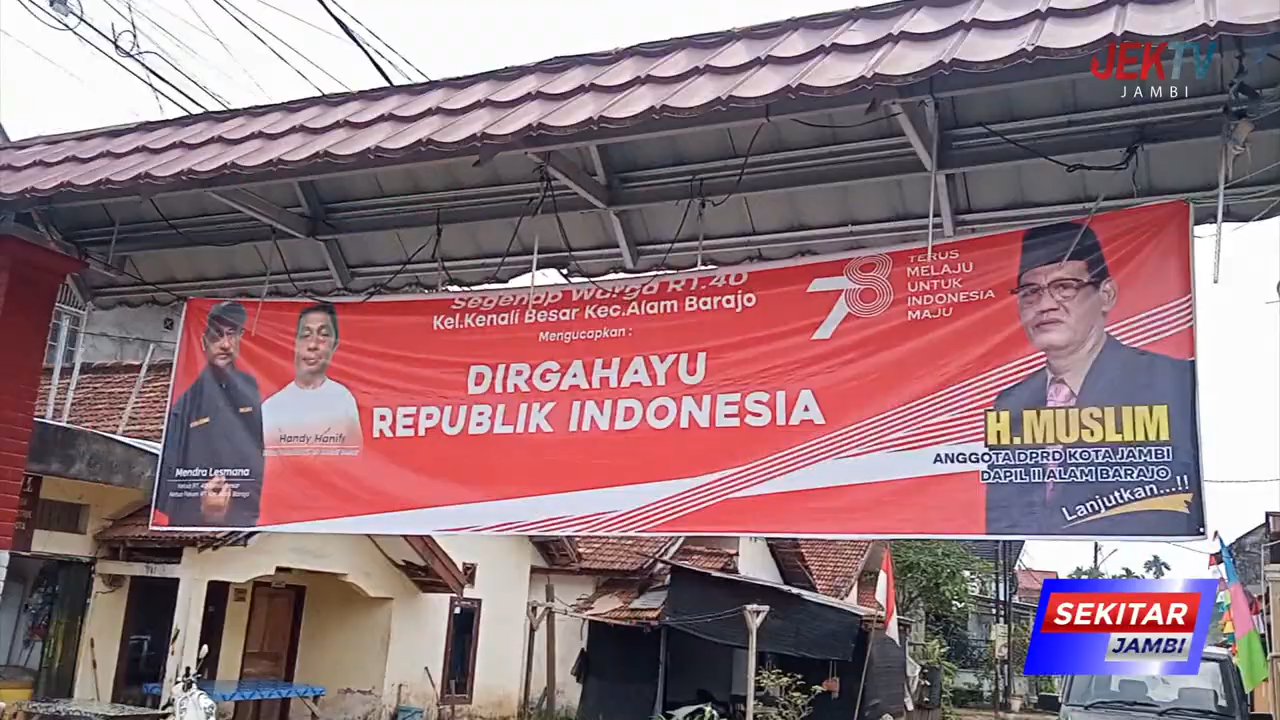 JEKTV
JAMBI
Segenap Warga RT.40
Kel.Kenali Besar Kec.Alam Barajo
Mengucapkan :
DIRGAHAYU
REPUBLIK INDONESIA
78
TERUS
MELAJU
UNTUK
INDONESIA
MAJU
Handy Hanifs
Mendra Lesmana
H.MUSLIM
ANGGOTA DPRD KOTA JAMBI
DAPIL II ALAM BARAJO
Lanjutkan...!!
SEKITAR
JAMBI